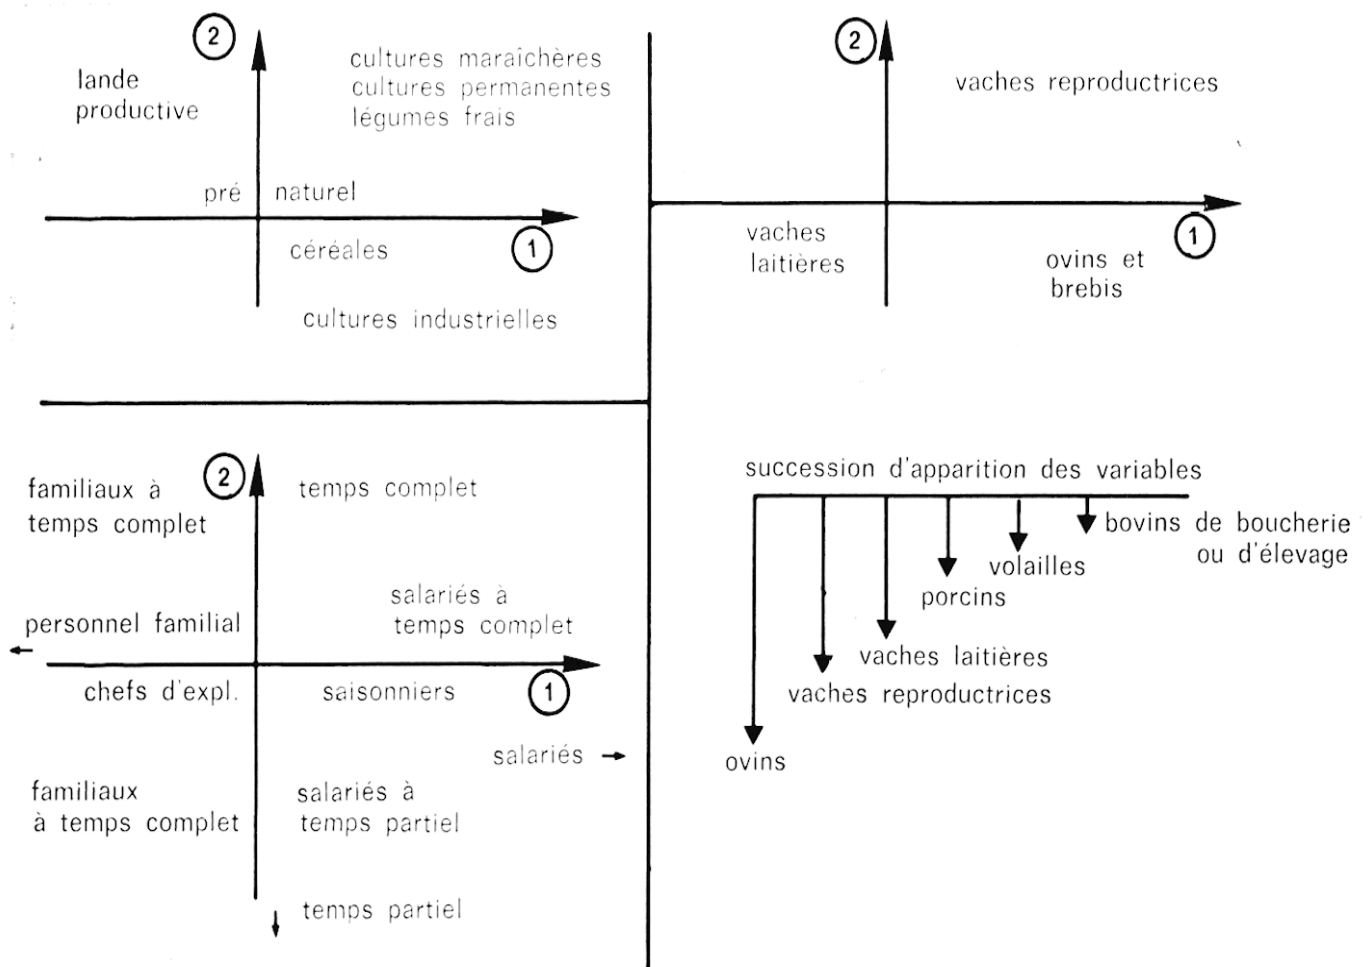 2
lande
productive
cultures maraîchères
cultures permanentes
légumes frais
pré naturel
céréales
1
cultures industrielles
2
vaches reproductrices
vaches
laitières
1
ovins et
brebis
familiaux à
temps complet
2
temps complet
salariés à
temps complet
personnel familial
chefs d'expl.
saisonniers
1
salariés
familiaux
à temps complet
salariés à
temps partiel
temps partiel
succession d'apparition des variables
bovins de boucherie
ou d'élevage
volailles
porcins
vaches laitières
vaches reproductrices
ovins